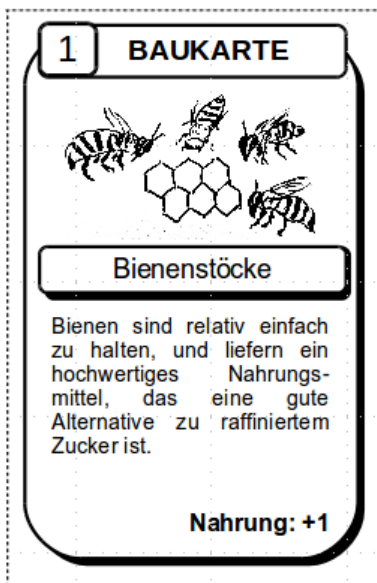 1 BAUKARTE
Bienenstöcke
Bienen sind relativ einfach
zu halten, und liefern ein
hochwertiges Nahrungs-
mittel, das eine gute
Alternative zu raffiniertem
Zucker ist.
Nahrung: +1